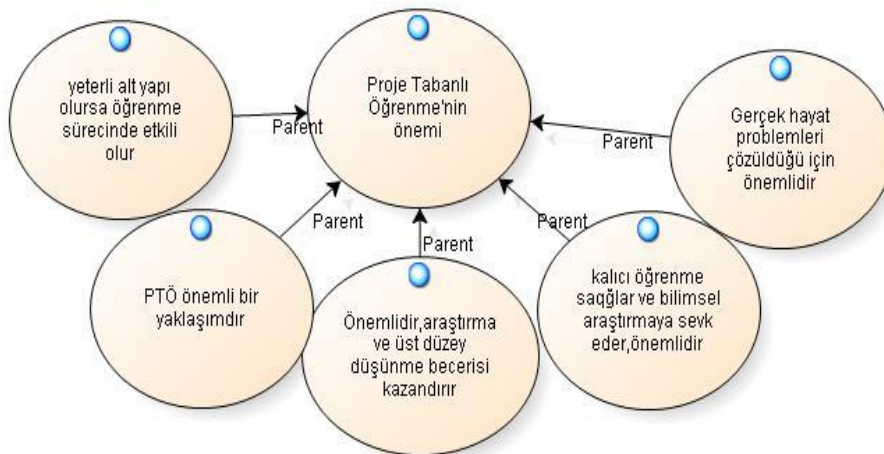 yeterli alt yapı
olursa öğrenme
sürecinde etkili
olur
Parent
Proje Tabanlı
Öğrenme'nin
önemi
Parent
Gerçek hayat
problemleri
çözüldüğü için
önemlidir
Parent
PTÖ önemli bir
yaklaşımdır
Parent
Önemlidir,araştırma
ve üst düzey
düşünme becerisi
kazandırır
Parent
kalıcı öğrenme
saqğlar ve bilimsel
araştırmaya sevk
eder,önemlidir